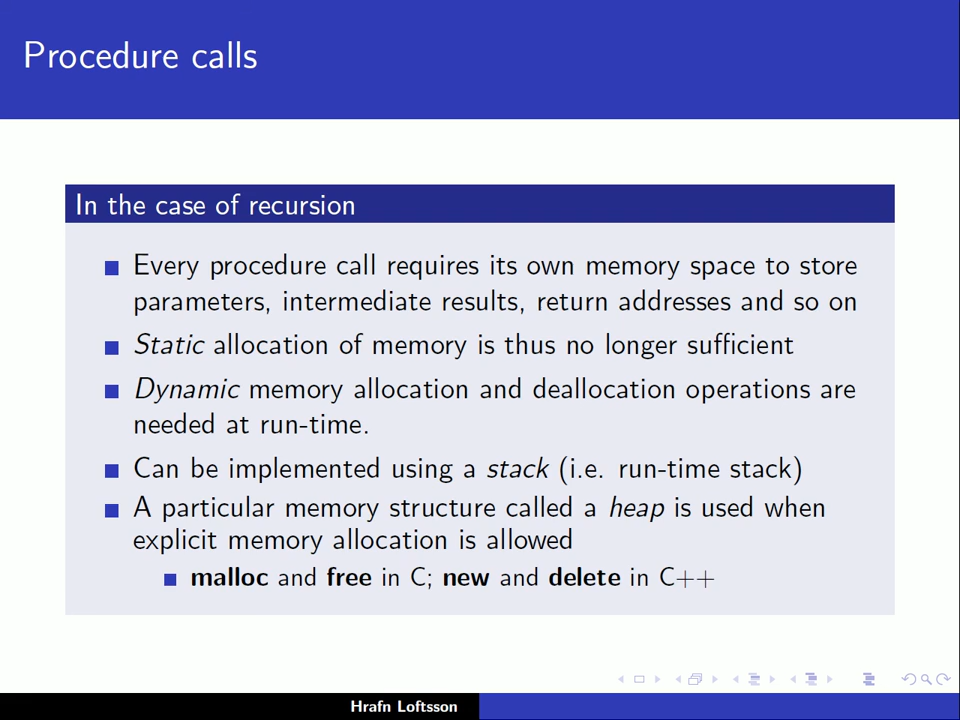 Procedure calls
In the case of recursion
Every procedure call requires its own memory space to store
parameters, intermediate results, return addresses and so on
Static allocation of memory is thus no longer sufficient
Dynamic memory allocation and deallocation operations are
needed at run-time.
Can be implemented using a stack (i.e. run-time stack)
A particular memory structure called a heap is used when
explicit memory allocation is allowed
malloc and free in C; new and delete in C++
Hrafn Loftsson